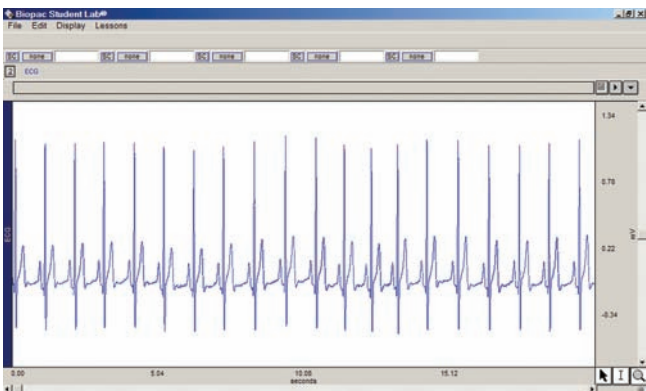 Biopac Student Lab®
File Edit Display Lessons
SC none SC none SC none SC none SC none
2 ECG
1.34
0.78
ECG
mV
0.22
-0.34
0.00 5.04 10.08 15.12
seconds